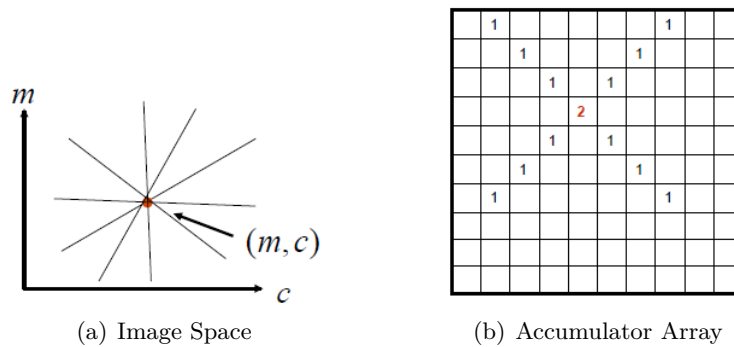 m
(m, c)
c
(a) Image Space
1 1
1 1
1 1
2
1 1
1 1
1 1
(b) Accumulator Array